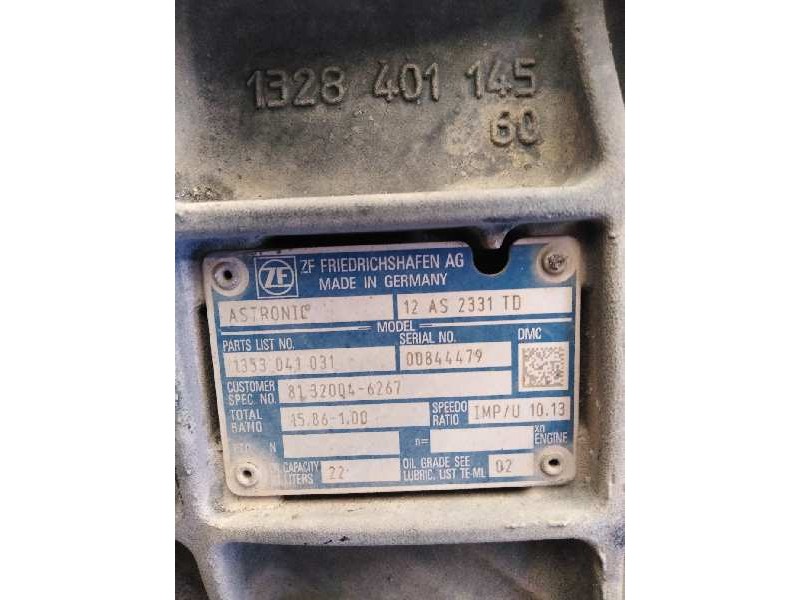 1328 401 145
60
ZF
ZF FRIEDRICHSHAFEN AG
MADE IN GERMANY
ASTRONIC 12 AS 2331 TD
MODEL
PARTS LIST NO. SERIAL NO. DMC
1353 041 031 00844479
CUSTOMER
SPEC NO. 81.32004-6267
TOTAL
RATIO 15.86-1.00 SPEEDO
RATIO IMP/U 10.13
N n= xn
ENGINE
CAPACITY
LITERS 22 OIL GRADE SEE
LUBRIC. LIST TE-ML 02